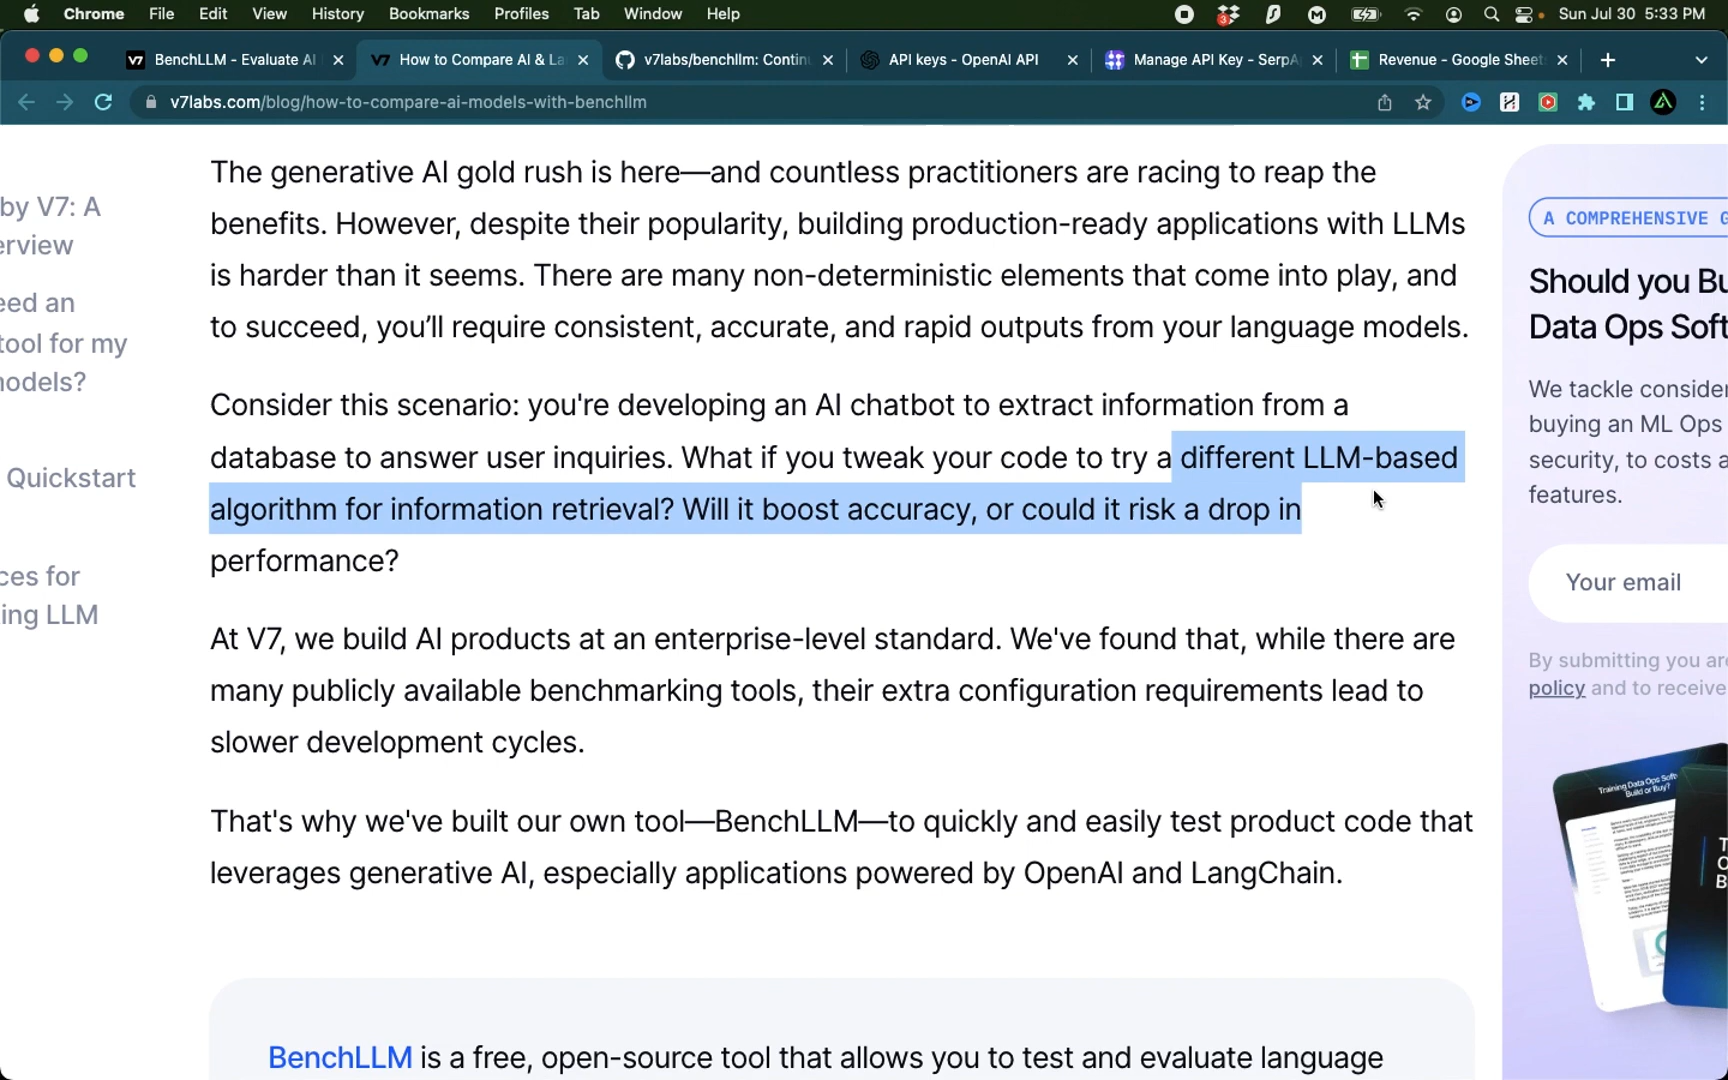 Chrome File Edit View History Bookmarks Profiles Tab Window Help
3
Sun Jul 30 5:33 PM
BenchLLM - Evaluate AI
How to Compare AI & La
v7labs/benchllm: Contin
API keys - OpenAI API
Manage API Key - SerpA
Revenue - Google Sheet
v7labs.com/blog/how-to-compare-ai-models-with-benchllm
by V7: A
erview
eed an
tool for my
nodels?
Quickstart
ces for
ing LLM
The generative AI gold rush is here—and countless practitioners are racing to reap the
benefits. However, despite their popularity, building production-ready applications with LLMs
is harder than it seems. There are many non-deterministic elements that come into play, and
to succeed, you’ll require consistent, accurate, and rapid outputs from your language models.
Consider this scenario: you're developing an AI chatbot to extract information from a
database to answer user inquiries. What if you tweak your code to try a different LLM-based
algorithm for information retrieval? Will it boost accuracy, or could it risk a drop in
performance?
At V7, we build AI products at an enterprise-level standard. We've found that, while there are
many publicly available benchmarking tools, their extra configuration requirements lead to
slower development cycles.
That's why we've built our own tool—BenchLLM—to quickly and easily test product code that
leverages generative AI, especially applications powered by OpenAI and LangChain.
BenchLLM is a free, open-source tool that allows you to test and evaluate language
A COMPREHENSIVE G
Should you Bu
Data Ops Soft
We tackle consider
buying an ML Ops
security, to costs a
features.
Your email
By submitting you are
policy and to receive
Training Data Ops Soft
Build or Buy?